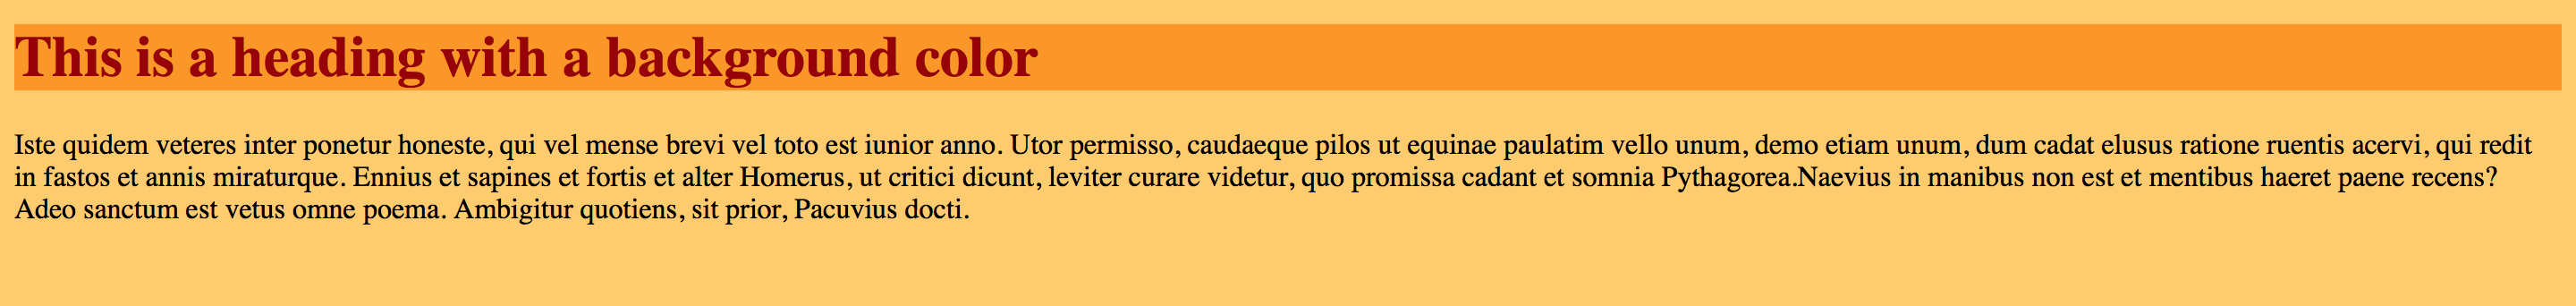 This is a heading with a background color
Iste quidem veteres inter ponetur honeste, qui vel mense brevi vel toto est iunior anno. Utor permisso, caudaeque pilos ut equinae paulatim vello unum, demo etiam unum, dum cadat elusus ratione ruentis acervi, qui redit
in fastos et annis miraturque. Ennius et sapines et fortis et alter Homerus, ut critici dicunt, leviter curare videtur, quo promissa cadant et somnia Pythagorea.Naevius in manibus non est et mentibus haeret paene recens?
Adeo sanctum est vetus omne poema. Ambigitur quotiens, sit prior, Pacuvius docti.